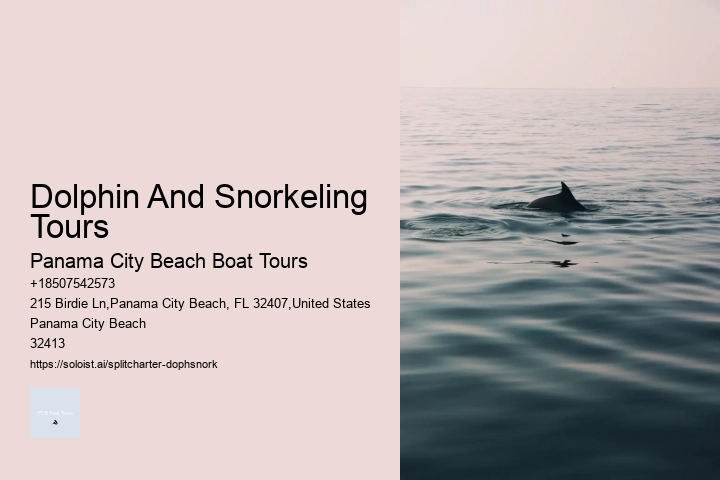 Dolphin And Snorkeling
Tours
Panama City Beach Boat Tours
+18507542573
215 Birdie Ln,Panama City Beach, FL 32407,United States
Panama City Beach
32413
https://soloist.ai/splitcharter-dophsnork